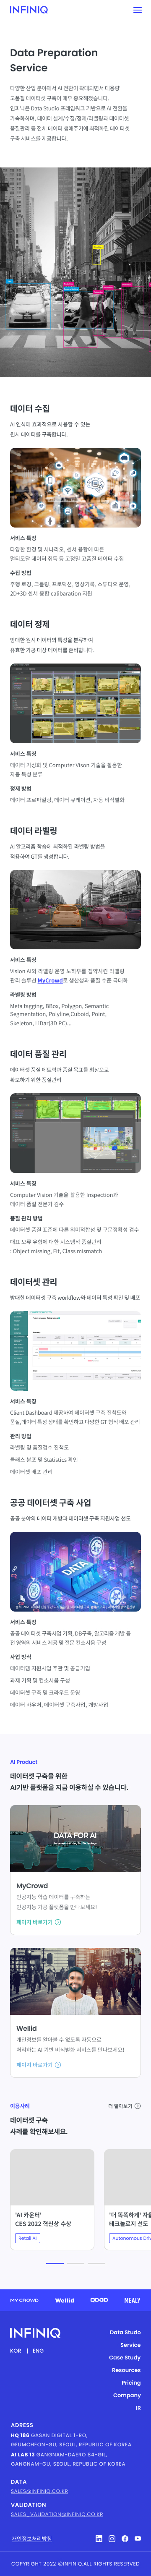 INFINIQ
Data Preparation
Service
다양한 산업 분야에서 AI 전환이 확대되면서 대용량
고품질 데이터셋 구축이 매우 중요해졌습니다.
인피닉은 Data Studio 프레임워크 기반으로 AI 전환을
가속화하며, 데이터 설계/수집/정제/라벨링과 데이터셋
품질관리등 전체 데이터 생애주기에 최적화된 데이터셋
구축 서비스를 제공합니다.
데이터 수집
AI 인식에 효과적으로 사용할 수 있는
원시 데이터를 구축합니다.
서비스 특징
다양한 환경 및 시나리오, 센서 융합에 따른
멀티모달 데이터 취득 등 고정밀 고품질 데이터 수집
수집 방법
주행 로깅, 크롤링, 프로덕션, 영상기록, 스튜디오 운영,
2D+3D 센서 융합 calibaration 지원
데이터 정제
방대한 원시 데이터의 특성을 분류하여
유효한 가공 대상 데이터를 준비합니다.
서비스 특징
데이터 가상화 및 Computer Vison 기술을 활용한
자동 특성 분류
정제 방법
데이터 프로파일링, 데이터 큐레이션, 자동 비식별화
데이터 라벨링
AI 알고리즘 학습에 최적화된 라벨링 방법을
적용하여 GT를 생성합니다.
서비스 특징
Vision AI와 라벨링 운영 노하우를 집약시킨 라벨링
관리 솔루션 MyCrowd로 생산성과 품질 수준 극대화
라벨링 방법
Meta tagging, BBox, Polygon, Semantic
Segmentation, Polyline,Cuboid, Point,
Skeleton, LiDar(3D PC)...
데이터 품질 관리
데이터셋 품질 메트릭과 품질 목표를 최상으로
확보하기 위한 품질관리
서비스 특징
Computer Vision 기술을 활용한 Inspection과
데이터 품질 전문가 검수
품질 관리 방법
데이터셋 품질 표준에 따른 의미적합성 및 구문정확성 검수
대표 오류 유형에 대한 시스템적 품질관리
: Object missing, Fit, Class mismatch
데이터셋 관리
방대한 데이터셋 구축 workflow와 데이터 특성 확인 및 배포
서비스 특징
Client Dashboard 제공하여 데이터셋 구축 진척도와
품질/데이터 특성 상태를 확인하고 다양한 GT 형식 배포 관리
관리 방법
라벨링 및 품질검수 진척도
클래스 분포 및 Statistics 확인
데이터셋 배포 관리
공공 데이터셋 구축 사업
공공 분야의 데이터 개방과 데이터셋 구축 지원사업 선도
서비스 특징
공공 데이터셋 구축사업 기획, DB구축, 알고리즘 개발 등
전 영역의 서비스 제공 및 전문 컨소시움 구성
사업 방식
데이터댐 지원사업 주관 및 공급기업
과제 기획 및 컨소시움 구성
데이터셋 구축 및 크라우드 운영
데이터 바우처, 데이터셋 구축사업, 개방사업
AI Product
데이터셋 구축을 위한
AI기반 플랫폼을 지금 이용하실 수 있습니다.
DATA FOR AI
MyCrowd
인공지능 학습 데이터를 구축하는
인공지능 가공 플랫폼을 만나보세요!
페이지 바로가기
Wellid
개인정보를 알아볼 수 없도록 자동으로
처리하는 AI 기반 비식별화 서비스를 만나보세요!
페이지 바로가기
이용사례
더 알아보기
데이터셋 구축
사례를 확인해보세요.
'AI 카운터'
CES 2022 혁신상 수상
Retail AI
'더 똑똑하게' 자율
테크놀로지 선도
Autonomous Driv
MY CROWD
Wellid
MEALY
INFINIQ
KOR | ENG
Data Studo
Service
Case Study
Resources
Pricing
Company
IR
ADRESS
HQ 186 GASAN DIGITAL 1-RO,
GEUMCHEON-GU, SEOUL, REPUBLIC OF KOREA
AI LAB 13 GANGNAM-DAERO 84-GIL,
GANGNAM-GU, SEOUL, REPUBLIC OF KOREA
DATA
SALES@INFINIQ.CO.KR
VALIDATION
SALES_VALIDATION@INFINIQ.CO.KR
개인정보처리방침
COPYRIGHT 2022 ©INFINIQ.ALL RIGHTS RESERVED